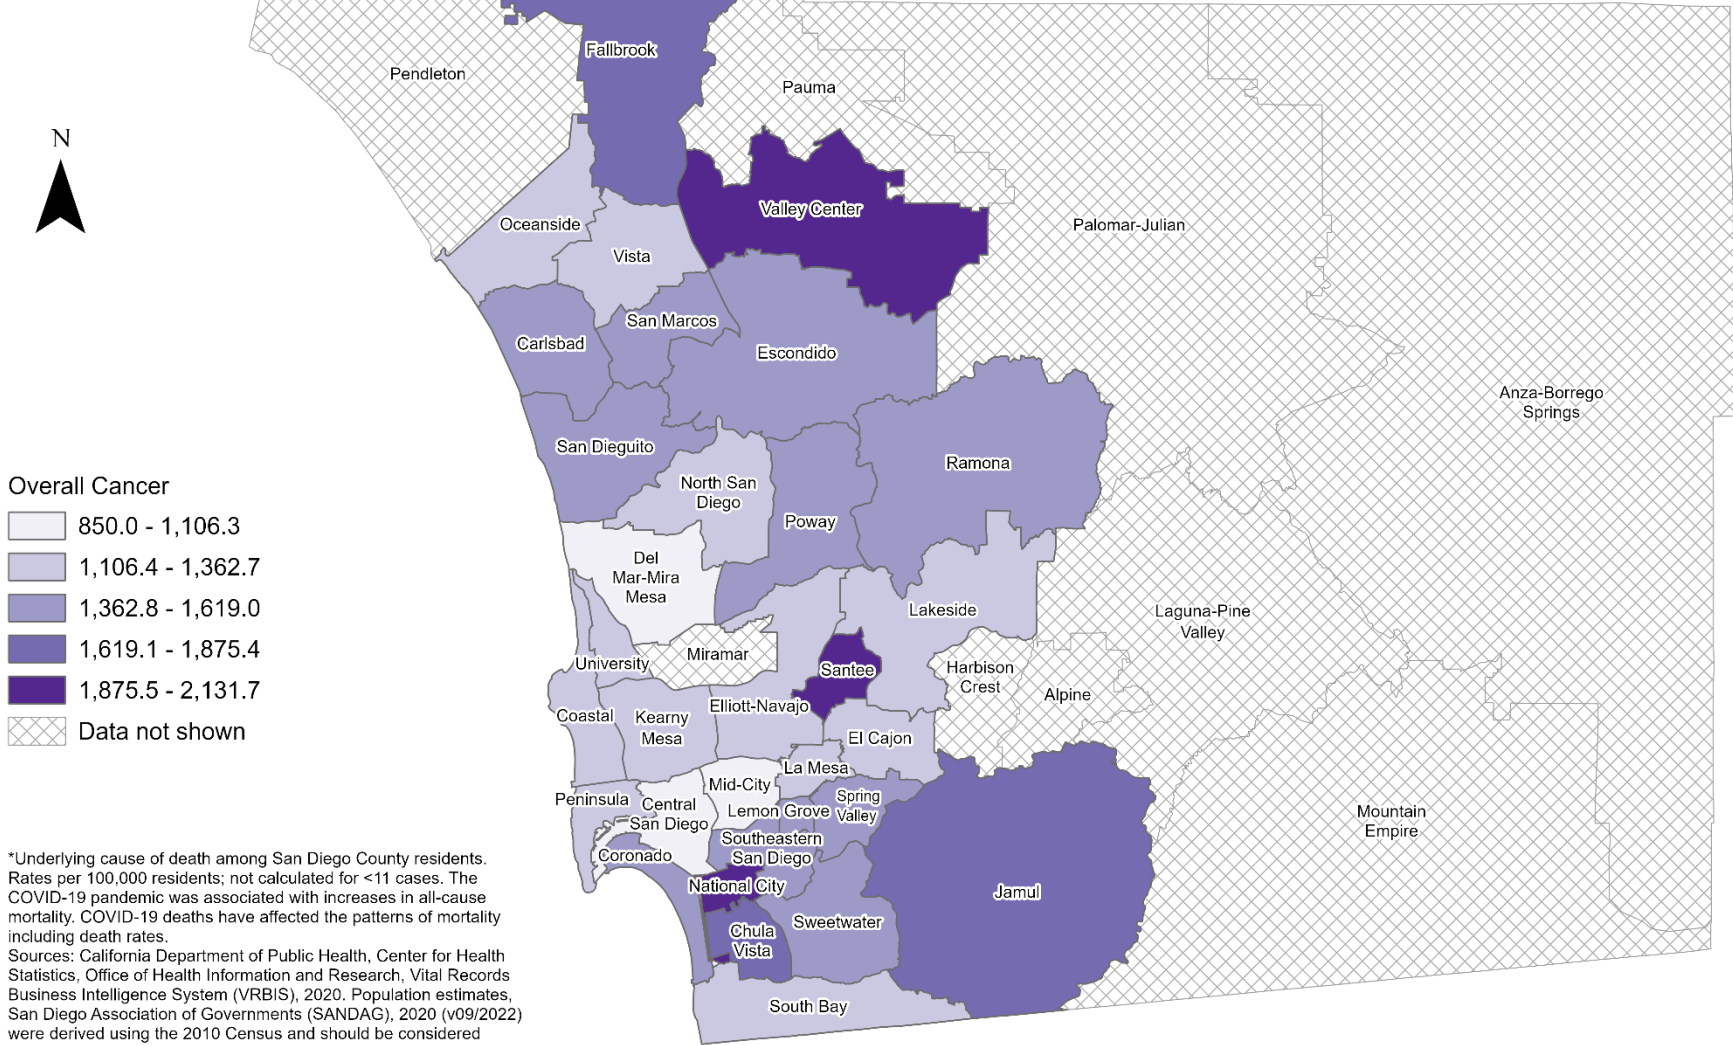 Fallbrook
Pendleton
Pauma
N
Valley Center
Oceanside
Palomar-Julian
Vista
San Marcos
Carlsbad
Escondido
Anza-Borrego
Springs
San Dieguito
Ramona
North San
Diego
Poway
Del
Mar-Mira
Mesa
Lakeside
Laguna-Pine
Valley
University
Miramar
Santee
Harbison
Crest
Alpine
Elliott-Navajo
Coastal
Kearny
Mesa
El Cajon
La Mesa
Mid-City
Peninsula
Central
San Diego
Lemon Grove
Spring
Valley
Mountain
Empire
Southeastern
San Diego
Coronado
National City
Jamul
Sweetwater
Chula
Vista
South Bay
Overall Cancer
850.0 - 1,106.3
1,106.4 - 1,362.7
1,362.8 - 1,619.0
1,619.1 - 1,875.4
1,875.5 - 2,131.7
Data not shown
*Underlying cause of death among San Diego County residents.
Rates per 100,000 residents; not calculated for <11 cases. The
COVID-19 pandemic was associated with increases in all-cause
mortality. COVID-19 deaths have affected the patterns of mortality
including death rates.
Sources: California Department of Public Health, Center for Health
Statistics, Office of Health Information and Research, Vital Records
Business Intelligence System (VRBIS), 2020. Population estimates,
San Diego Association of Governments (SANDAG), 2020 (v09/2022)
were derived using the 2010 Census and should be considered